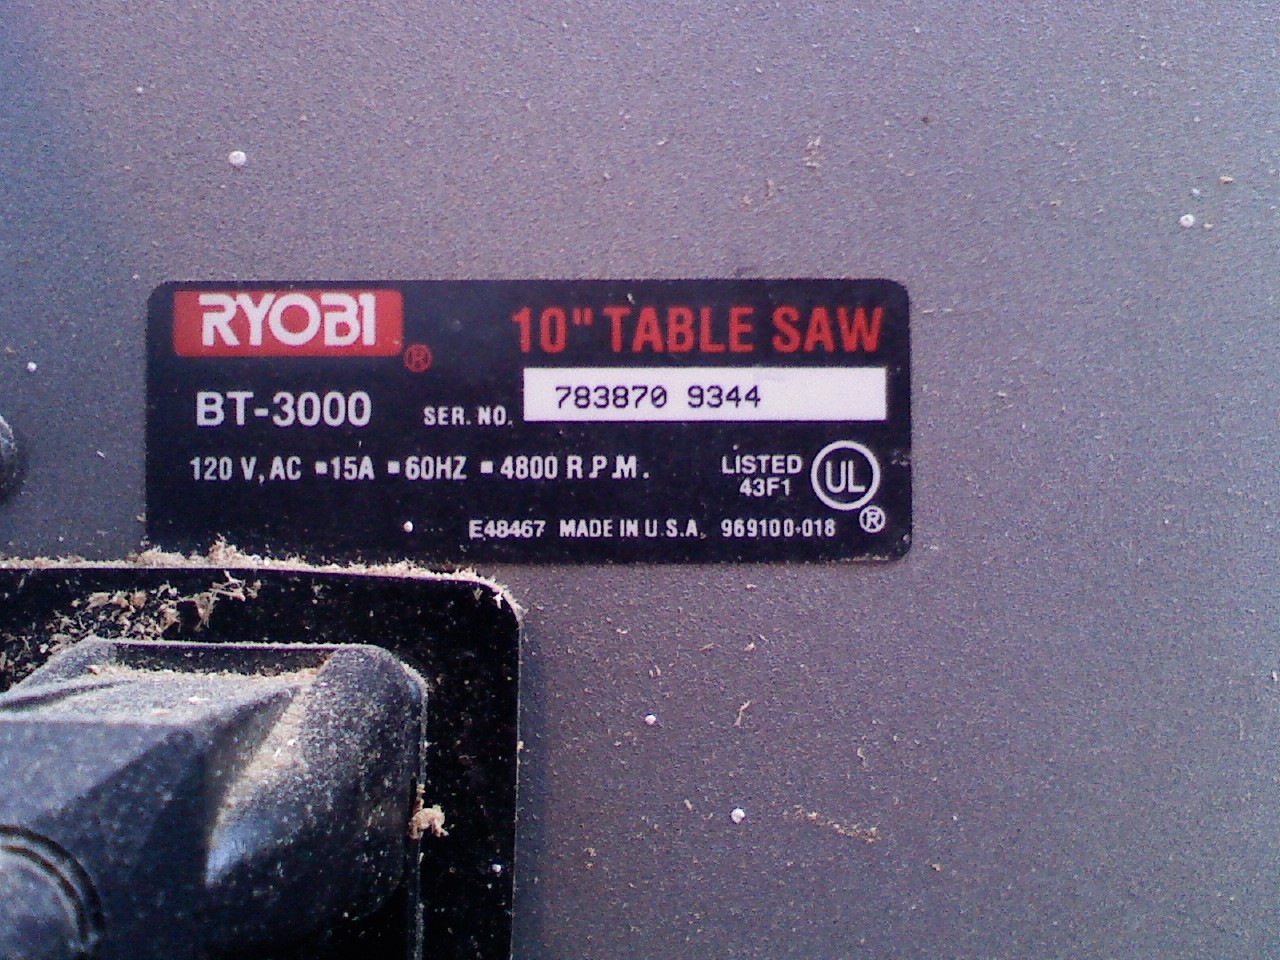 RYOBI ®
10" TABLE SAW
BT-3000
SER. NO. 783870 9344
120 V, AC ▪ 15A ▪ 60HZ ▪ 4800 R.P.M.
LISTED
43F1
UL ®
E48467 MADE IN U.S.A. 969100-018